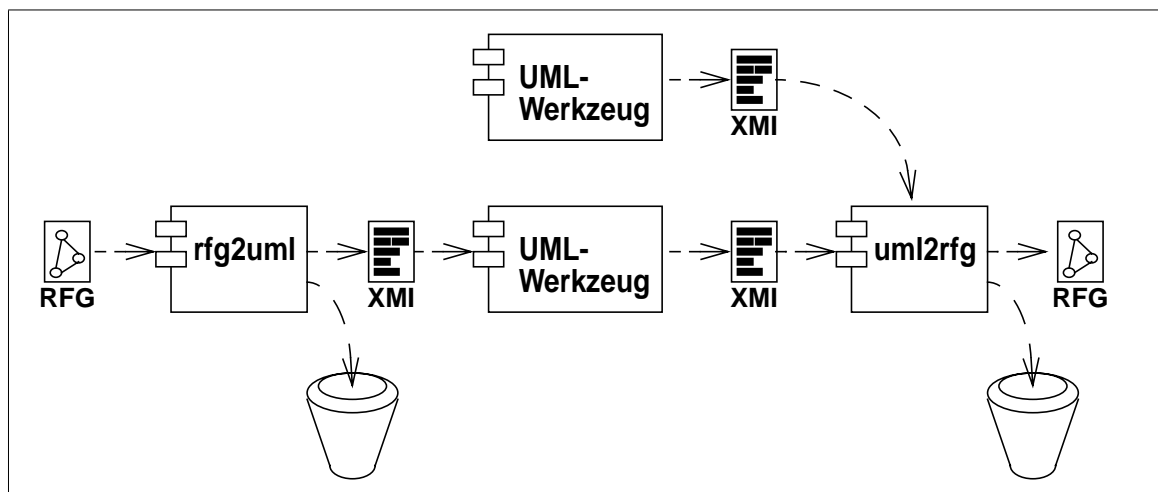 UML-
Werkzeug
XMI
RFG
rfg2uml
XMI
UML-
Werkzeug
XMI
uml2rfg
RFG